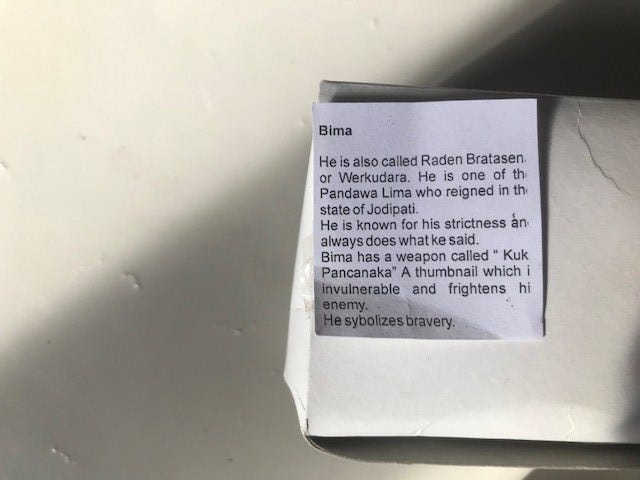 Bima
He is also called Raden Bratasen
or Werkudara. He is one of th
Pandawa Lima who reigned in th
state of Jodipati.
He is known for his strictness an
always does what ke said.
Bima has a weapon called “ Kuk
Pancanaka” A thumbnail which i
invulnerable and frightens hi
enemy.
He sybolizes bravery.